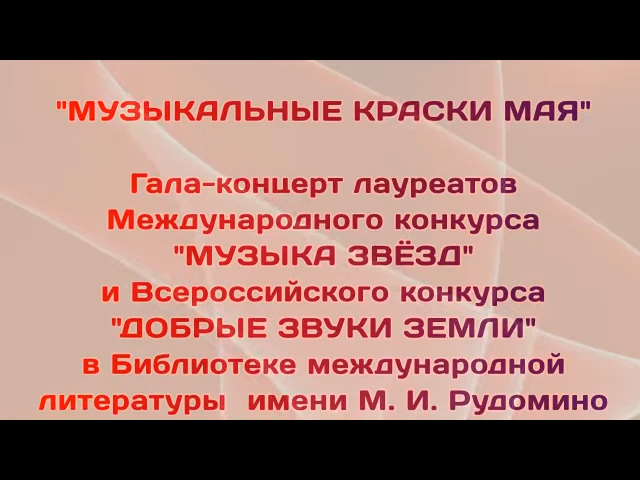 "МУЗЫКАЛЬНЫЕ КРАСКИ МАЯ"
Гала-концерт лауреатов
Международного конкурса
"МУЗЫКА ЗВЁЗД"
и Всероссийского конкурса
"ДОБРЫЕ ЗВУКИ ЗЕМЛИ"
в Библиотеке международной
литературы имени М. И. Рудомино